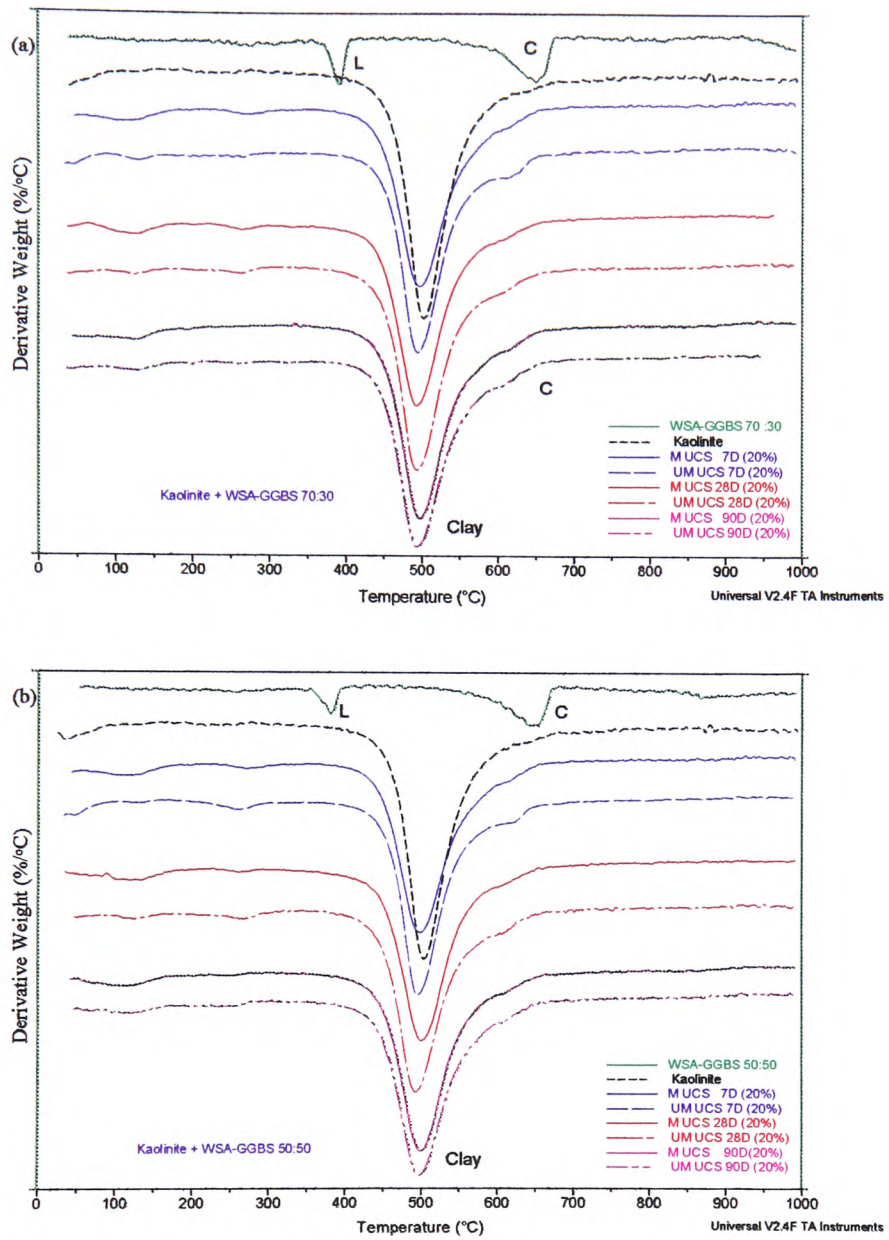 (a)
L
C
C
Derivative Weight (%/°C)
WSA-GGBS 70 :30
Kaolinite
M UCS 7D (20%)
UM UCS 7D (20%)
M UCS 28D (20%)
UM UCS 28D (20%)
M UCS 90D (20%)
UM UCS 90D (20%)
Kaolinite + WSA-GGBS 70:30
Clay
0 100 200 300 400 500 600 700 800 900 1000
Temperature (°C)
Universal V2.4F TA Instruments
(b)
L
C
Derivative Weight (%/°C)
WSA-GGBS 50:50
Kaolinite
M UCS 7D (20%)
UM UCS 7D (20%)
M UCS 28D (20%)
UM UCS 28D (20%)
M UCS 90D(20%)
UM UCS 90D (20%)
Kaolinite + WSA-GGBS 50:50
Clay
0 100 200 300 400 500 600 700 800 900 1000
Temperature (°C)
Universal V2.4F TA Instruments